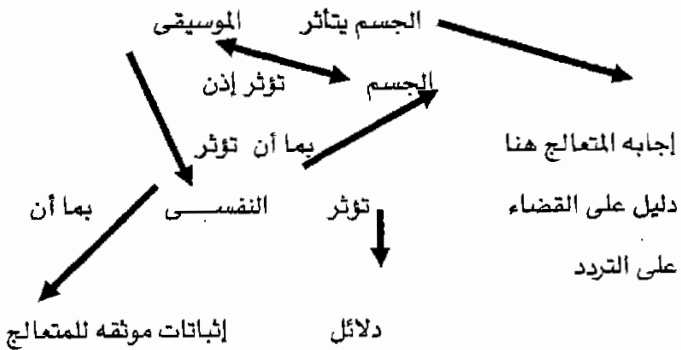 الجسم يتأثر الموسيقى
الجسم تؤثر إذن
إجابه المتعالج هنا
بما أن تؤثر
دليل على القضاء
تؤثر النفســـى بما أن
على التردد
دلائل إثباتات موثقه للمتعالج